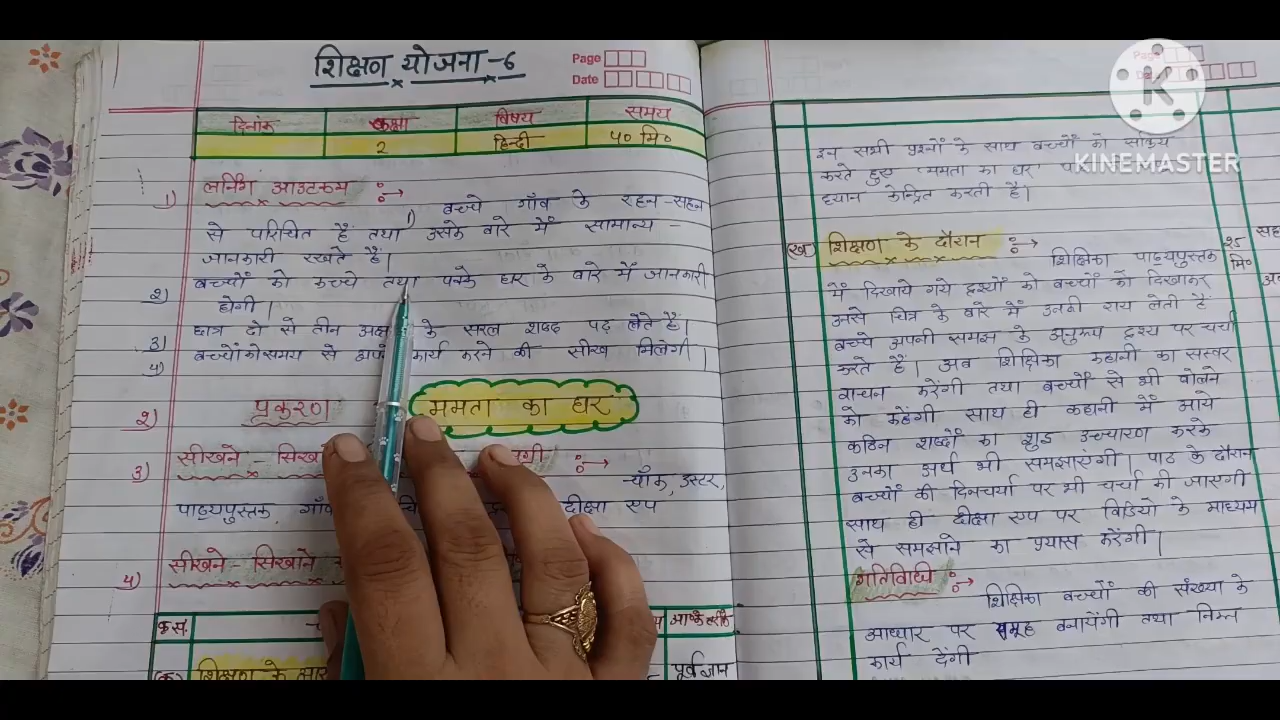 शिक्षण योजना-6
Page
Date
दिनांक कक्षा विषय समय
2 हिन्दी ५० मि०
1) लर्निंग आउटकम
1) बच्चे गाँव के रहन-सहन
से परिचित हैं तथा उसके बारे में सामान्य -
जानकारी रखते हैं।
2) बच्चों को कच्चे तथा पक्के घर के बारे में जानकारी
होगी।
3) छात्र दो से तीन के सरल शब्द पढ़ लेते हैं।
4) बच्चों को समय से कार्य करने की सीख मिलेगी।
2) प्रकरण ममता का घर
3) सीखने -
चॉक, डस्टर,
पाठ्यपुस्तक, दीक्षा एप
4) सीखने - सिखाने
क्र.सं.
(क) शिक्षण के पूर्वज्ञान
Date
KINEMASTER
इन सभी प्रश्नों के साथ बच्चों को सक्रिय
करते हुए 'ममता का घर'
ध्यान केन्द्रित करती है।
(ख) शिक्षण के दौरान
शिक्षिका पाठ्यपुस्तक २५
में दिखाये गये दृश्यों को बच्चों को दिखाकर मि०
उनसे चित्र के बारे में उनकी राय लेती हैं
बच्चे अपनी समझ के अनुरूप दृश्य पर चर्चा
करते हैं। अब शिक्षिका कहानी का सस्वर
वाचन करेंगी तथा बच्चों से भी बोलने
को कहेंगी साथ ही कहानी में आये
कठिन शब्दों का शुद्ध उच्चारण करके
उनका अर्थ भी समझाएंगी। पाठ के दौरान
बच्चों की दिनचर्या पर भी चर्चा की जाएगी
साथ ही दीक्षा एप पर विडियो के माध्यम
से समझाने का प्रयास करेंगी।
गतिविधि
शिक्षिका बच्चों की संख्या के
आधार पर समूह बनायेंगी तथा निम्न
कार्य देंगी